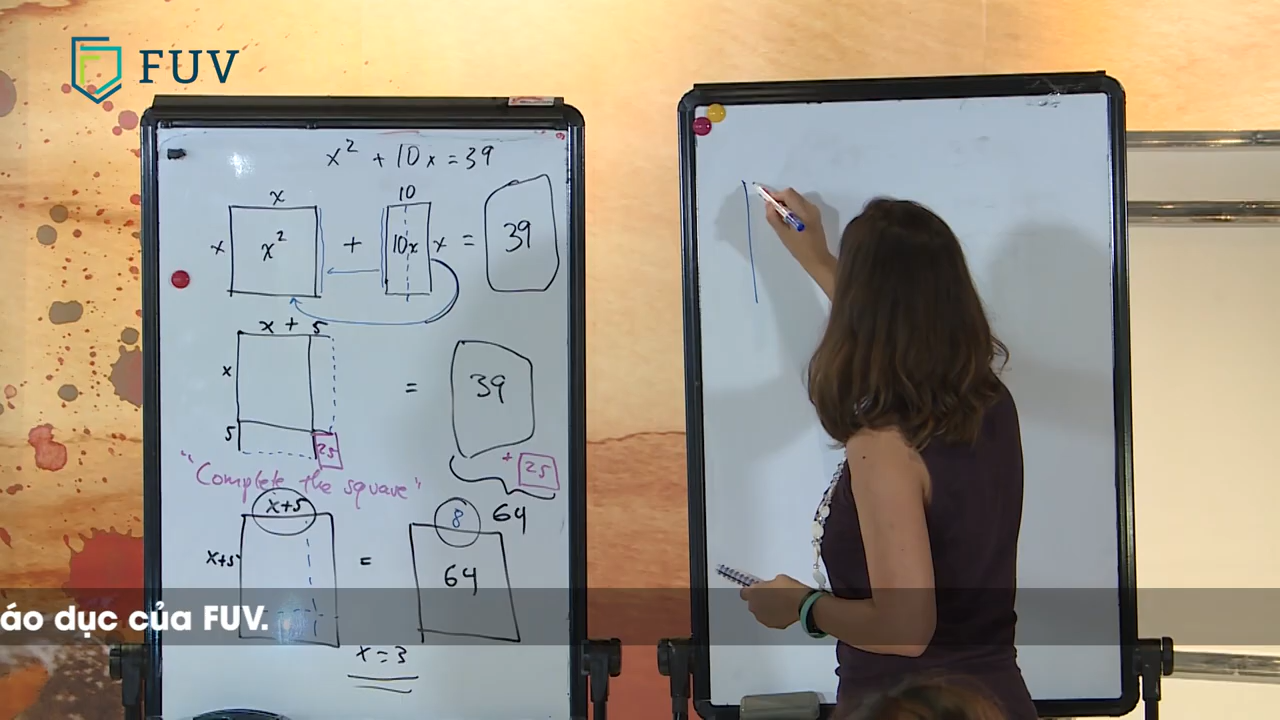 FUV
x² + 10x = 39
x
10
x
x²
+
10x
x
=
39
x + 5
x
=
39
5
25
+ 25
"Complete the square"
x+5
8
64
x+5
=
64
x = 3
áo dục của FUV.